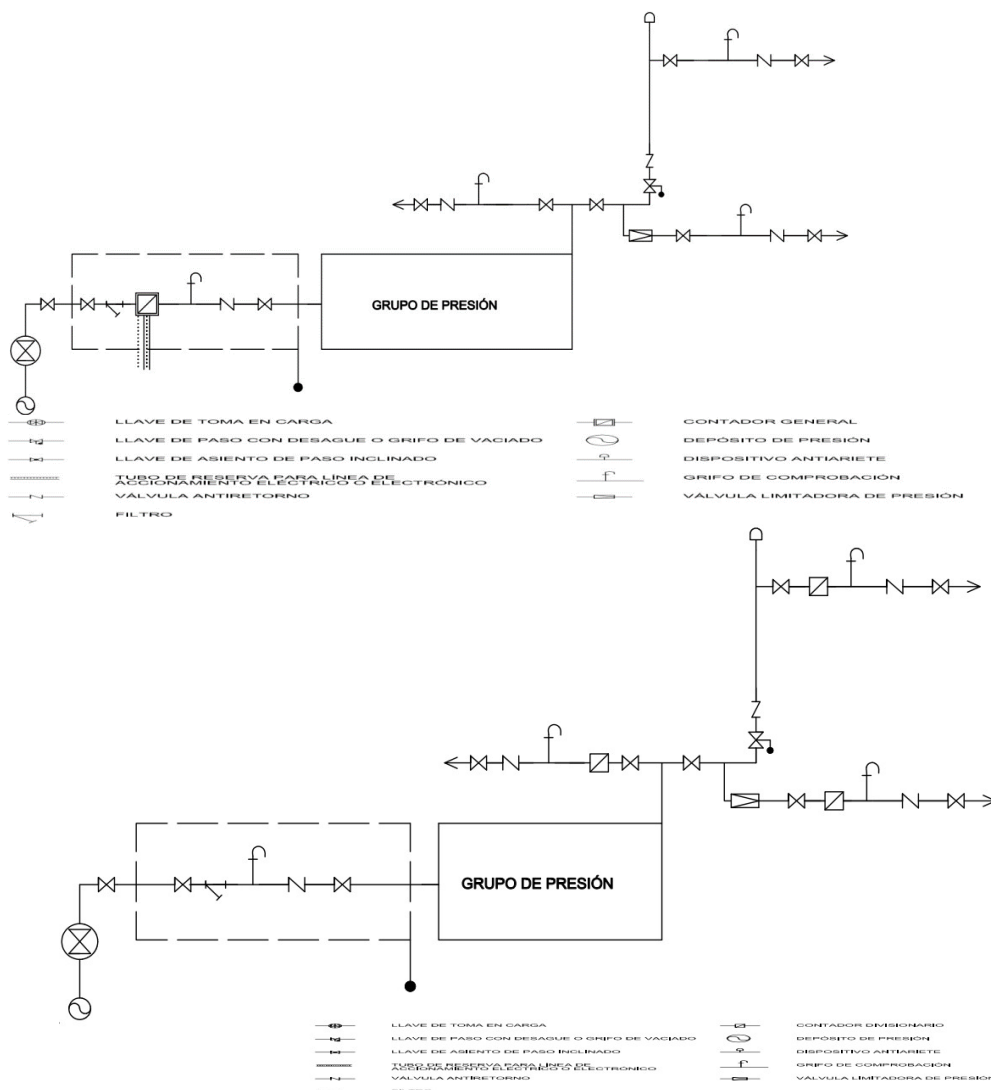 GRUPO DE PRESIÓN
LLAVE DE TOMA EN CARGA
LLAVE DE PASO CON DESAGUE O GRIFO DE VACIADO
LLAVE DE ASIENTO DE PASO INCLINADO
TUBO DE RESERVA PARA LÍNEA DE
ACCIONAMIENTO ELÉCTRICO O ELECTRÓNICO
VÁLVULA ANTIRETORNO
FILTRO
CONTADOR GENERAL
DEPÓSITO DE PRESIÓN
DISPOSITIVO ANTIARIETE
GRIFO DE COMPROBACIÓN
VÁLVULA LIMITADORA DE PRESIÓN
GRUPO DE PRESIÓN
LLAVE DE TOMA EN CARGA
LLAVE DE PASO CON DESAGUE O GRIFO DE VACIADO
LLAVE DE ASIENTO DE PASO INCLINADO
TUBO DE RESERVA PARA LÍNEA DE
ACCIONAMIENTO ELÉCTRICO O ELECTRÓNICO
VÁLVULA ANTIRETORNO
CONTADOR DIVISIONARIO
DEPÓSITO DE PRESIÓN
DISPOSITIVO ANTIARIETE
GRIFO DE COMPROBACIÓN
VÁLVULA LIMITADORA DE PRESIÓN